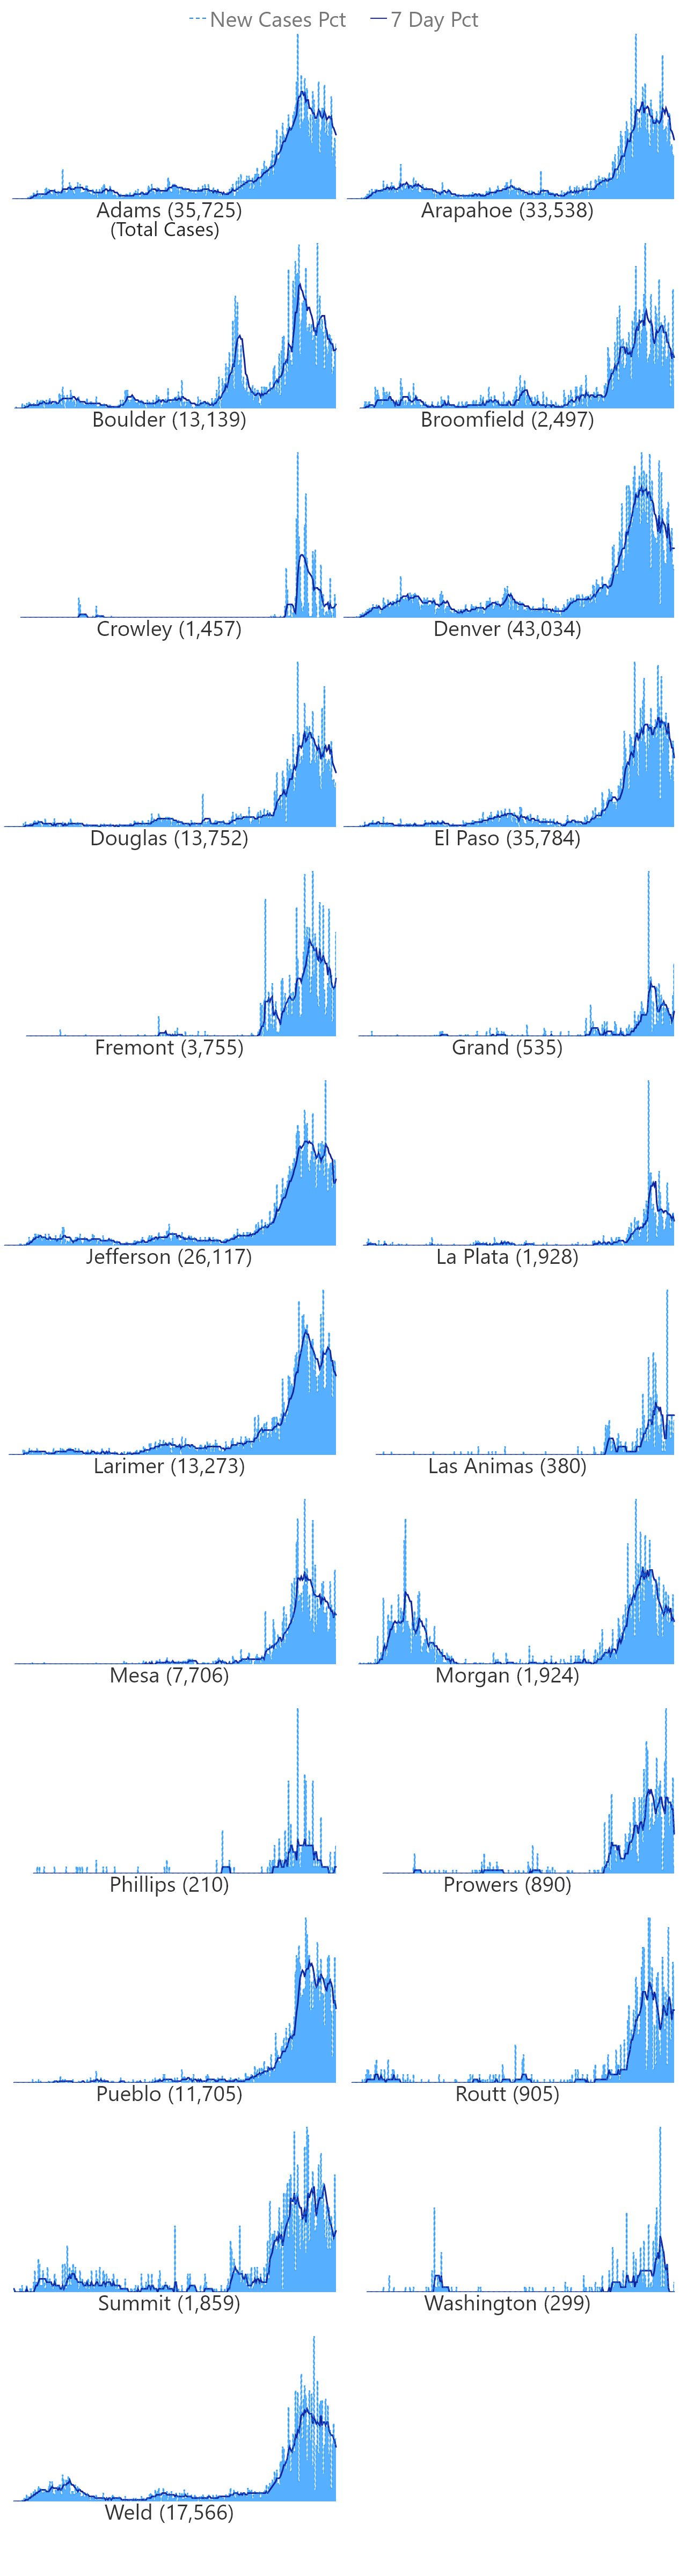 New Cases Pct 7 Day Pct
Adams (35,725) Arapahoe (33,538)
(Total Cases)
Boulder (13,139) Broomfield (2,497)
Crowley (1,457) Denver (43,034)
Douglas (13,752) El Paso (35,784)
Fremont (3,755) Grand (535)
Jefferson (26,117) La Plata (1,928)
Larimer (13,273) Las Animas (380)
Mesa (7,706) Morgan (1,924)
Phillips (210) Prowers (890)
Pueblo (11,705) Routt (905)
Summit (1,859) Washington (299)
Weld (17,566)